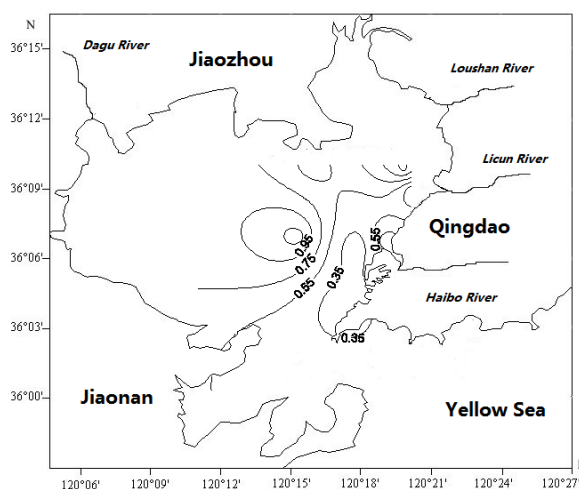 N
36°15'
Dagu River
Jiaozhou
Loushan River
36°12'
Licun River
36°09'
Qingdao
0.55
0.95
36°06'
0.75
0.35
0.55
Haibo River
36°03'
0.35
36°00'
Jiaonan
Yellow Sea
120°06'
120°09'
120°12'
120°15'
120°18'
120°21'
120°24'
120°27'